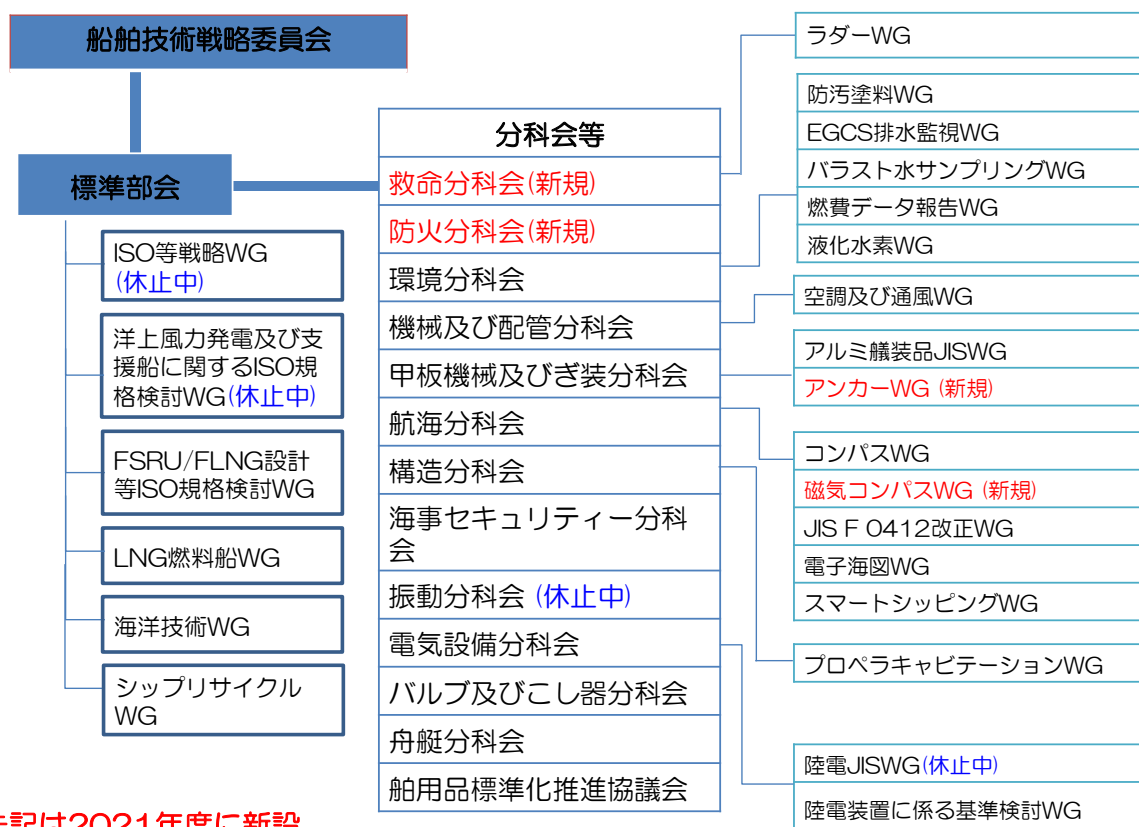 船舶技術戦略委員会
標準部会
ISO等戦略WG
(休止中)
洋上風力発電及び支
援船に関するISO規
格検討WG(休止中)
FSRU/FLNG設計
等ISO規格検討WG
LNG燃料船WG
海洋技術WG
シップリサイクル
WG
分科会等
救命分科会(新規)
防火分科会(新規)
環境分科会
機械及び配管分科会
甲板機械及びぎ装分科会
航海分科会
構造分科会
海事セキュリティー分科
会
振動分科会 (休止中)
電気設備分科会
バルブ及びこし器分科会
舟艇分科会
舶用品標準化推進協議会
ラダーWG
防汚塗料WG
EGCS排水監視WG
バラスト水サンプリングWG
燃費データ報告WG
液化水素WG
空調及び通風WG
アルミ艤装品JISWG
アンカーWG (新規)
コンパスWG
磁気コンパスWG (新規)
JIS F 0412改正WG
電子海図WG
スマートシッピングWG
プロペラキャビテーションWG
陸電JISWG(休止中)
陸電装置に係る基準検討WG
記は2021年度に新設